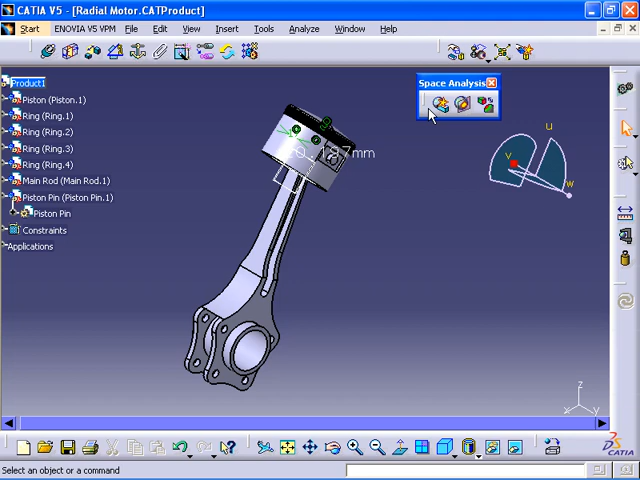 CATIA V5 - [Radial Motor.CATProduct]
Start ENOVIA V5 VPM File Edit View Insert Tools Analyze Window Help
Space Analysis
Product1
Piston (Piston.1)
Ring (Ring.1)
Ring (Ring.2)
Ring (Ring.3)
Ring (Ring.4)
Main Rod (Main Rod.1)
Piston Pin (Piston Pin.1)
Piston Pin
Constraints
Applications
u
v
w
z
x
y
CATIA
Select an object or a command